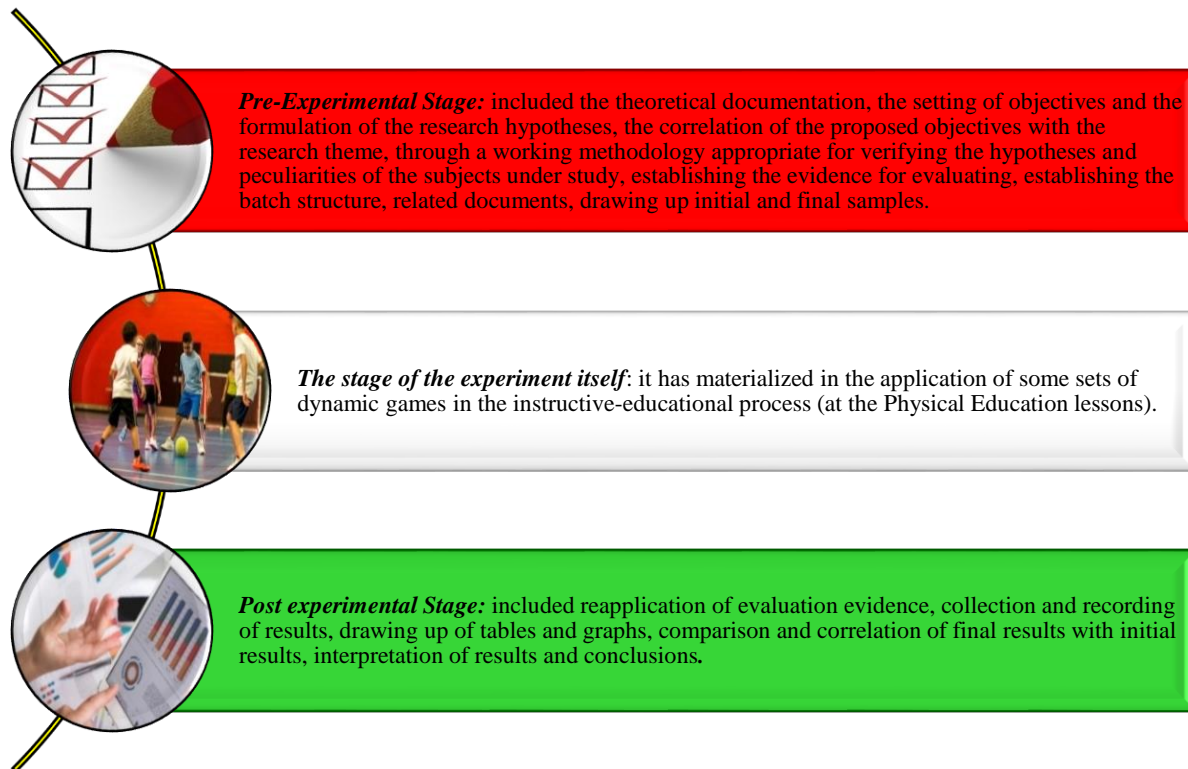 Pre-Experimental Stage: included the theoretical documentation, the setting of objectives and the
formulation of the research hypotheses, the correlation of the proposed objectives with the
research theme, through a working methodology appropriate for verifying the hypotheses and
peculiarities of the subjects under study, establishing the evidence for evaluating, establishing the
batch structure, related documents, drawing up initial and final samples.
The stage of the experiment itself: it has materialized in the application of some sets of
dynamic games in the instructive-educational process (at the Physical Education lessons).
Post experimental Stage: included reapplication of evaluation evidence, collection and recording
of results, drawing up of tables and graphs, comparison and correlation of final results with initial
results, interpretation of results and conclusions.